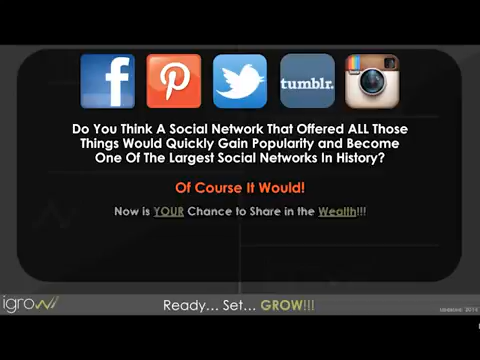 f
tumblr.
Do You Think A Social Network That Offered ALL Those
Things Would Quickly Gain Popularity and Become
One Of The Largest Social Networks In History?
Of Course It Would!
Now is YOUR Chance to Share in the Wealth!!!
igrow
Ready... Set... GROW!!!